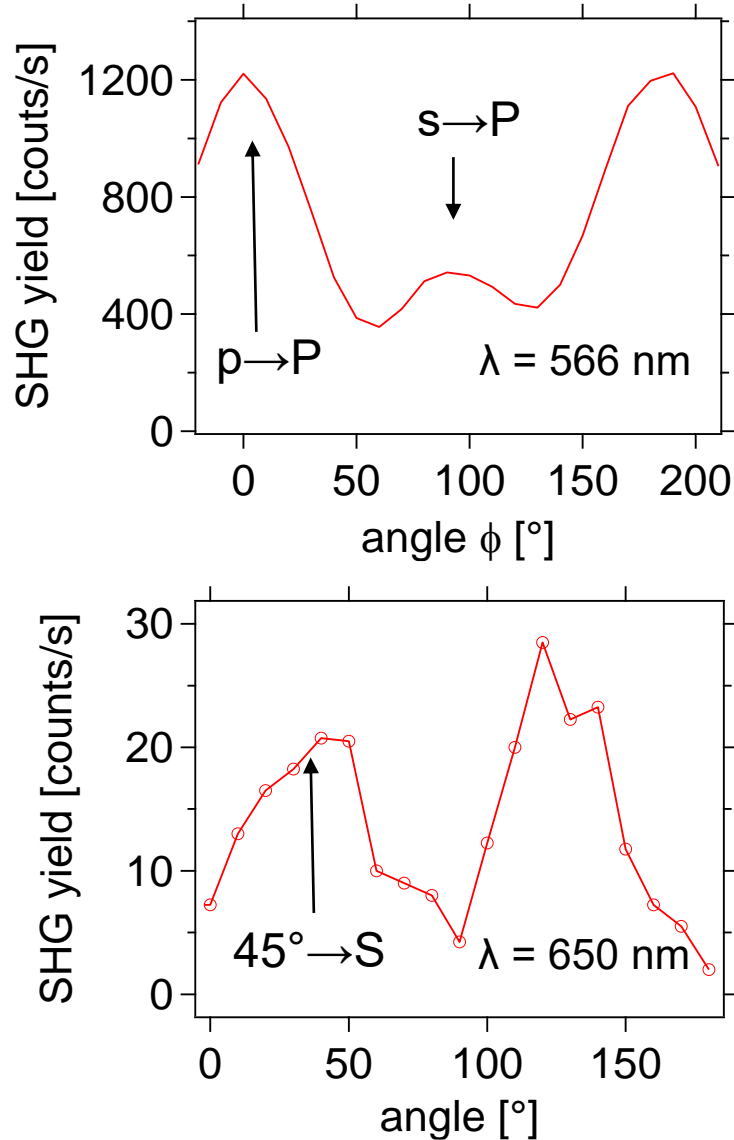 SHG yield [couts/s]
1200
800
400
0
s→P
p→P
λ = 566 nm
0
50
100
150
200
angle ϕ [°]
SHG yield [counts/s]
30
20
10
0
45°→S
λ = 650 nm
0
50
100
150
angle [°]